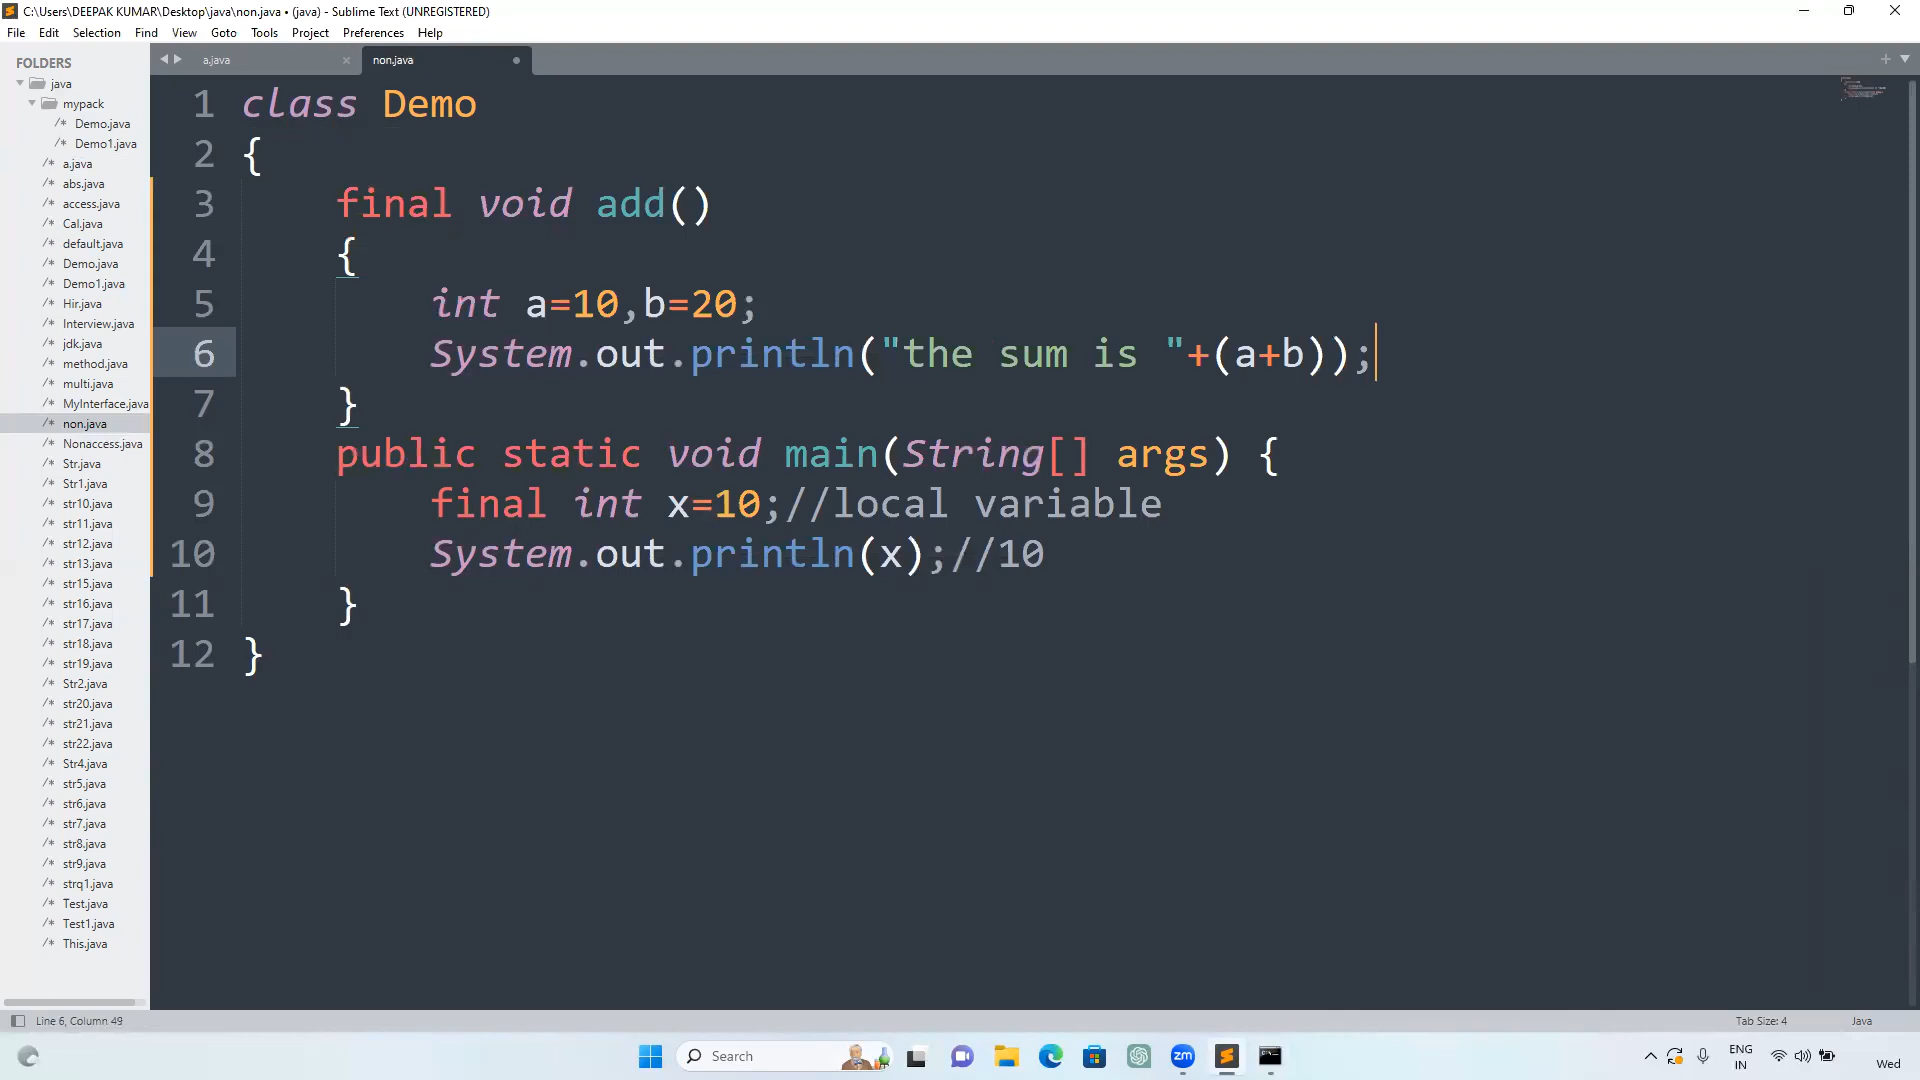 C:\Users\DEEPAK KUMAR\Desktop\java\non.java • (java) - Sublime Text (UNREGISTERED)
File Edit Selection Find View Goto Tools Project Preferences Help
FOLDERS
java
mypack
/* Demo.java
/* Demo1.java
/* a.java
/* abs.java
/* access.java
/* Cal.java
/* default.java
/* Demo.java
/* Demo1.java
/* Hir.java
/* Interview.java
/* jdk.java
/* method.java
/* multi.java
/* MyInterface.java
/* non.java
/* Nonaccess.java
/* Str.java
/* Str1.java
/* str10.java
/* str11.java
/* str12.java
/* str13.java
/* str15.java
/* str16.java
/* str17.java
/* str18.java
/* str19.java
/* Str2.java
/* str20.java
/* str21.java
/* str22.java
/* Str4.java
/* str5.java
/* str6.java
/* str7.java
/* str8.java
/* str9.java
/* strq1.java
/* Test.java
/* Test1.java
/* This.java
a.java non.java
1 class Demo
2 {
3 final void add()
4 {
5 int a=10,b=20;
6 System.out.println("the sum is "+(a+b));
7 }
8 public static void main(String[] args) {
9 final int x=10;//local variable
10 System.out.println(x);//10
11 }
12 }
Line 6, Column 49 Tab Size: 4 Java
Search zm ENG
IN
Wed